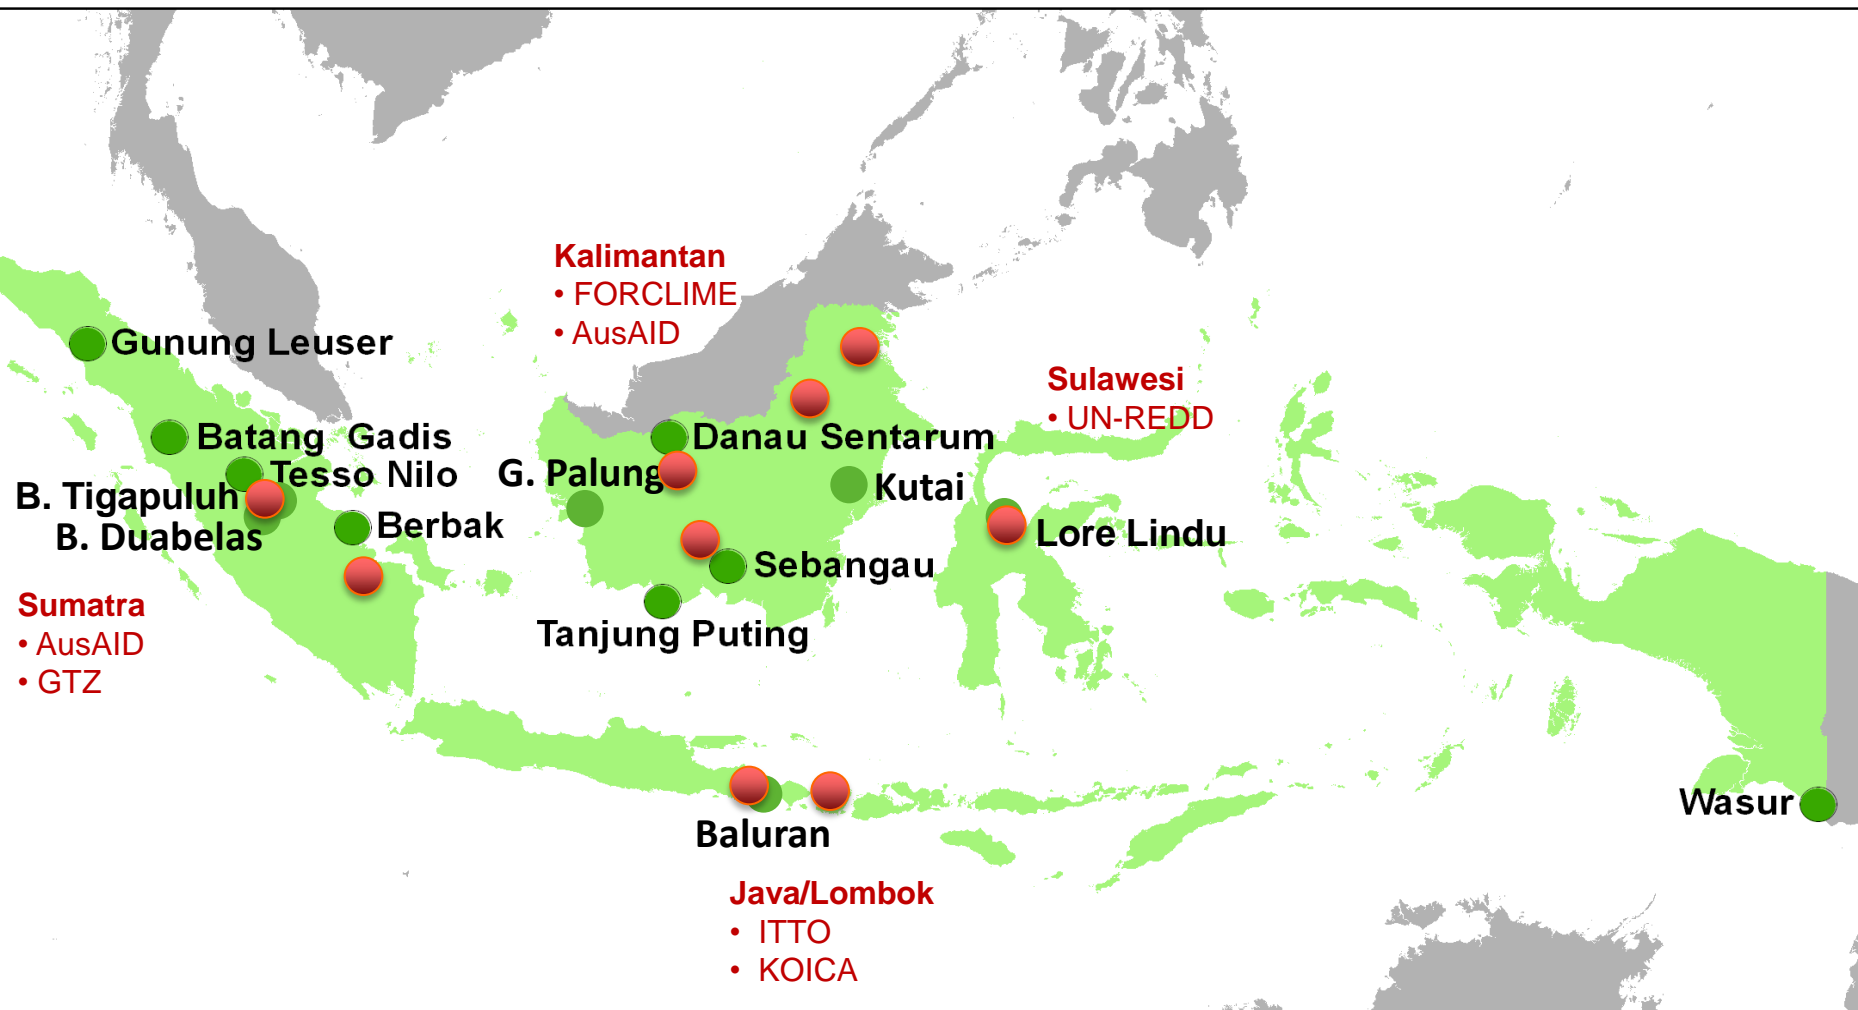 Kalimantan
• FORCLIME
• AusAID
Gunung Leuser
Sulawesi
• UN-REDD
Batang Gadis
Danau Sentarum
Tesso Nilo
G. Palung
Kutai
B. Tigapuluh
Berbak
B. Duabelas
Lore Lindu
Sebangau
Sumatra
• AusAID
• GTZ
Tanjung Puting
Wasur
Baluran
Java/Lombok
• ITTO
• KOICA